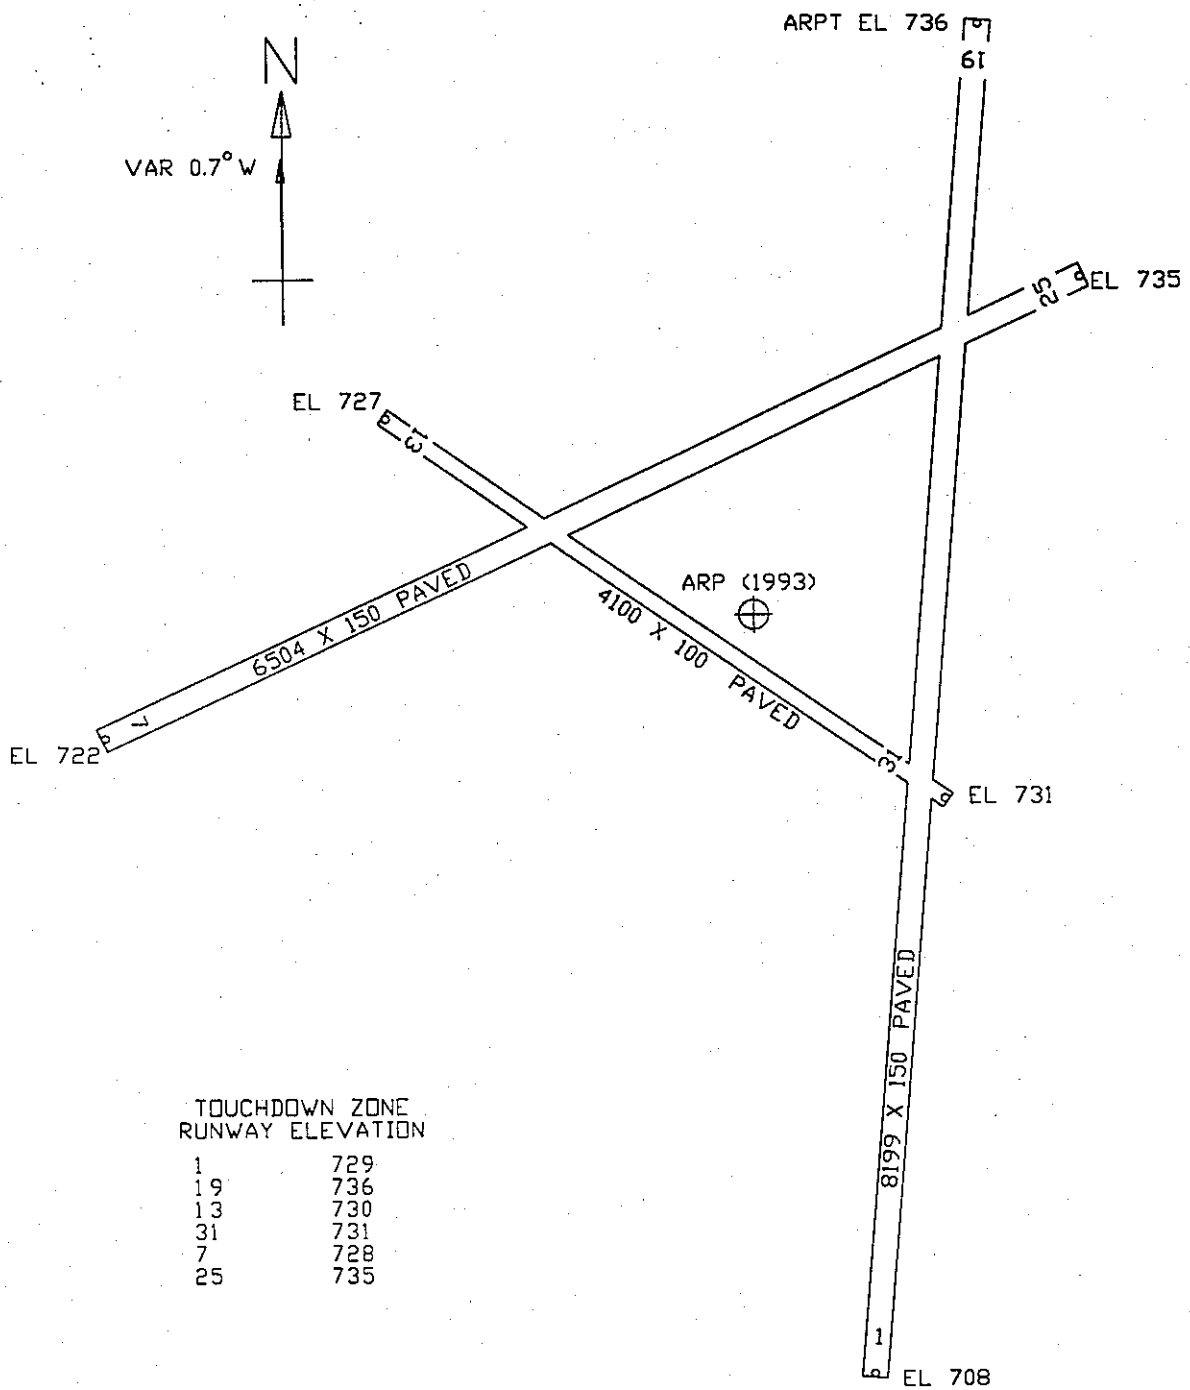 ARPT EL 736
19
N
VAR 0.7° W
25
EL 735
EL 727
13
ARP (1993)
4100 X 100 PAVED
6504 X 150 PAVED
7
EL 722
31
EL 731
8199 X 150 PAVED
TOUCHDOWN ZONE
RUNWAY ELEVATION
1 729
19 736
13 730
31 731
7 728
25 735
1
EL 708